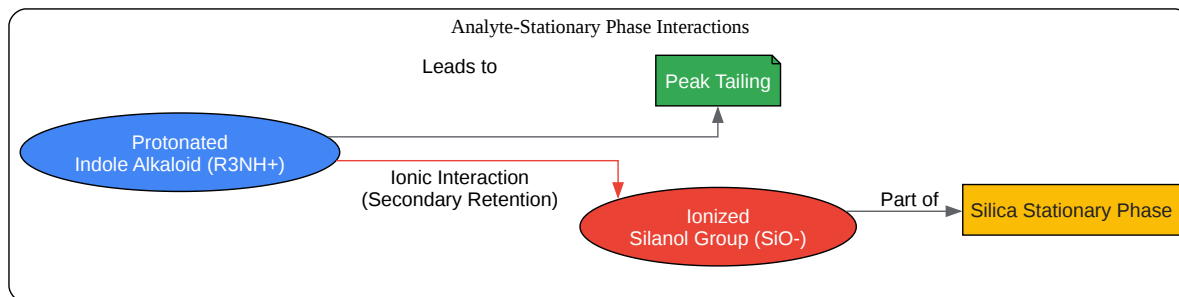 Analyte-Stationary Phase Interactions
Leads to
Peak Tailing
Protonated
Indole Alkaloid (R3NH+)
Ionic Interaction
(Secondary Retention)
Ionized
Silanol Group (SiO-)
Part of
Silica Stationary Phase